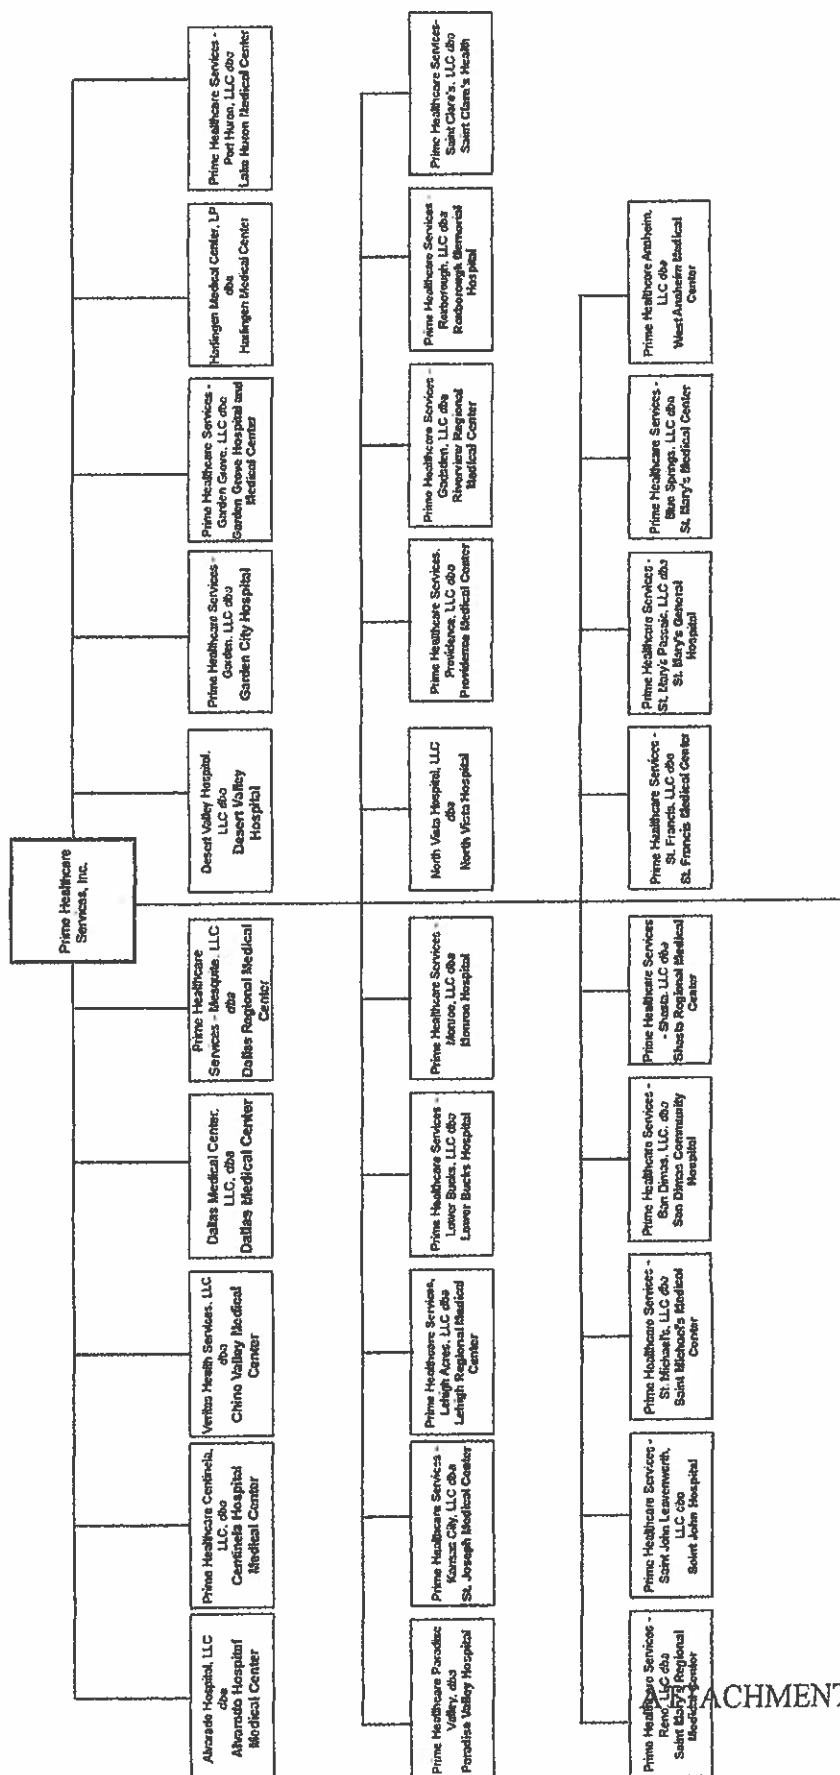 Prime Healthcare
Services, Inc.
Alvarado Hospital, LLC
dba
Alvarado Hospital
Medical Center
Prime Healthcare Centinela,
LLC, dba
Centinela Hospital
Medical Center
Veritas Health Services, LLC
dba
Chino Valley Medical
Center
Dallas Medical Center,
LLC, dba
Dallas Medical Center
Prime Healthcare
Services - Mesquite, LLC
dba
Dallas Regional Medical
Center
Desert Valley Hospital,
LLC dba
Desert Valley
Hospital
Prime Healthcare Services -
Garden, LLC dba
Garden City Hospital
Prime Healthcare Services -
Garden Grove, LLC dba
Garden Grove Hospital and
Medical Center
Harlingen Medical Center, LP
dba
Harlingen Medical Center
Prime Healthcare Services -
Port Huron, LLC dba
Lake Huron Medical Center
Prime Healthcare Paradise
Valley, dba
Paradise Valley Hospital
Prime Healthcare Services -
Kansas City, LLC dba
St. Joseph Medical Center
Prime Healthcare Services,
Lehigh Acres, LLC dba
Lehigh Regional Medical
Center
Prime Healthcare Services -
Lower Bucks, LLC dba
Lower Bucks Hospital
Prime Healthcare Services -
Monroe, LLC dba
Monroe Hospital
North Vista Hospital, LLC
dba
North Vista Hospital
Prime Healthcare Services,
Providence, LLC dba
Providence Medical Center
Prime Healthcare Services -
Gadsden, LLC dba
Riverview Regional
Medical Center
Prime Healthcare Services -
Roxborough, LLC dba
Roxborough Memorial
Hospital
Prime Healthcare Services-
Saint Clare's, LLC dba
Saint Clare's Health
Prime Healthcare Services -
Reno, LLC dba
Saint Mary's Regional
Medical Center
Prime Healthcare Services -
Saint John Leavenworth,
LLC dba
Saint John Hospital
Prime Healthcare Services -
St. Michael's, LLC dba
Saint Michael's Medical
Center
Prime Healthcare Services -
San Dimas, LLC, dba
San Dimas Community
Hospital
Prime Healthcare Services
- Shasta, LLC dba
Shasta Regional Medical
Center
Prime Healthcare Services -
St. Francis, LLC dba
St. Francis Medical Center
Prime Healthcare Services -
St. Mary's Passaic, LLC dba
St. Mary's General
Hospital
Prime Healthcare Services -
Blue Springs, LLC dba
St. Mary's Medical Center
Prime Healthcare Anaheim,
LLC dba
West Anaheim Medical
Center
ATTACHMENT